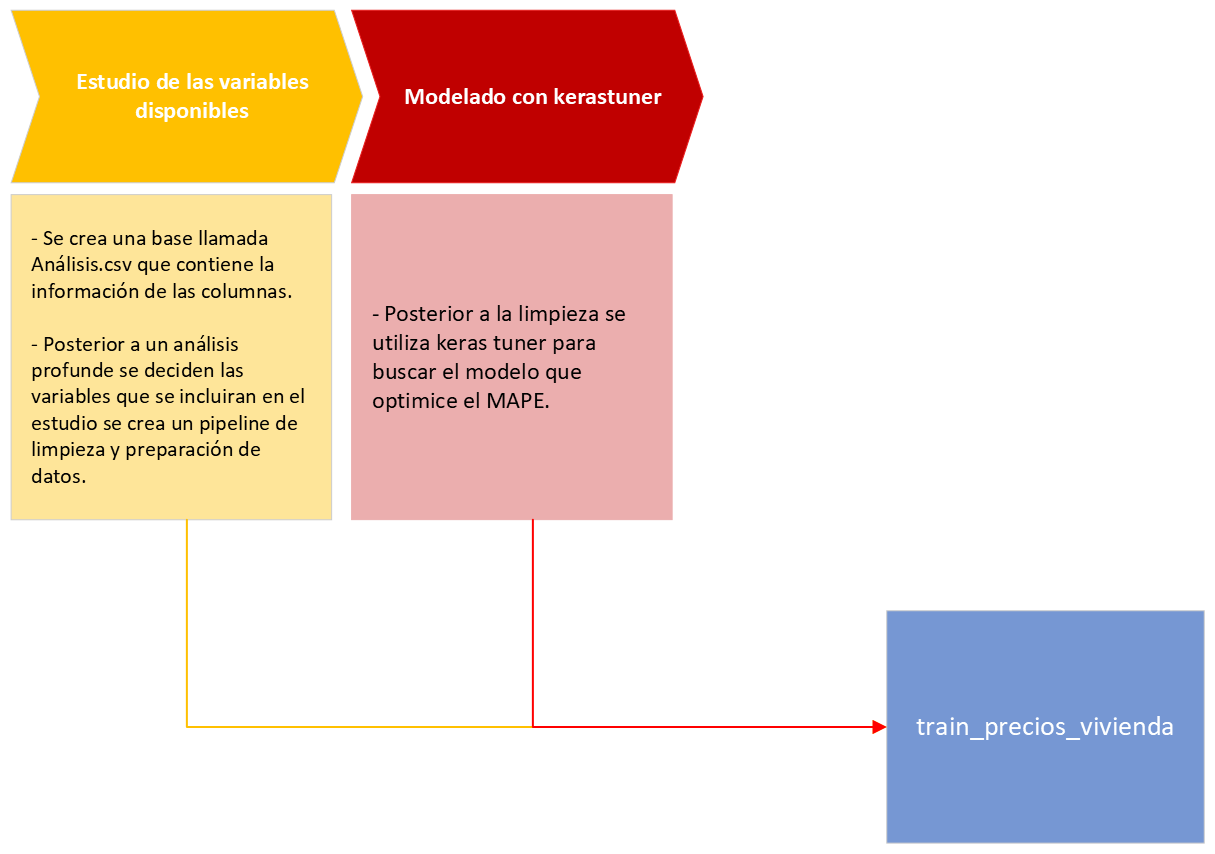 Estudio de las variables
disponibles
Modelado con kerastuner
- Se crea una base llamada
Análisis.csv que contiene la
información de las columnas.
- Posterior a un análisis
profunde se deciden las
variables que se incluiran en el
estudio se crea un pipeline de
limpieza y preparación de
datos.
- Posterior a la limpieza se
utiliza keras tuner para
buscar el modelo que
optimice el MAPE.
train_precios_vivienda